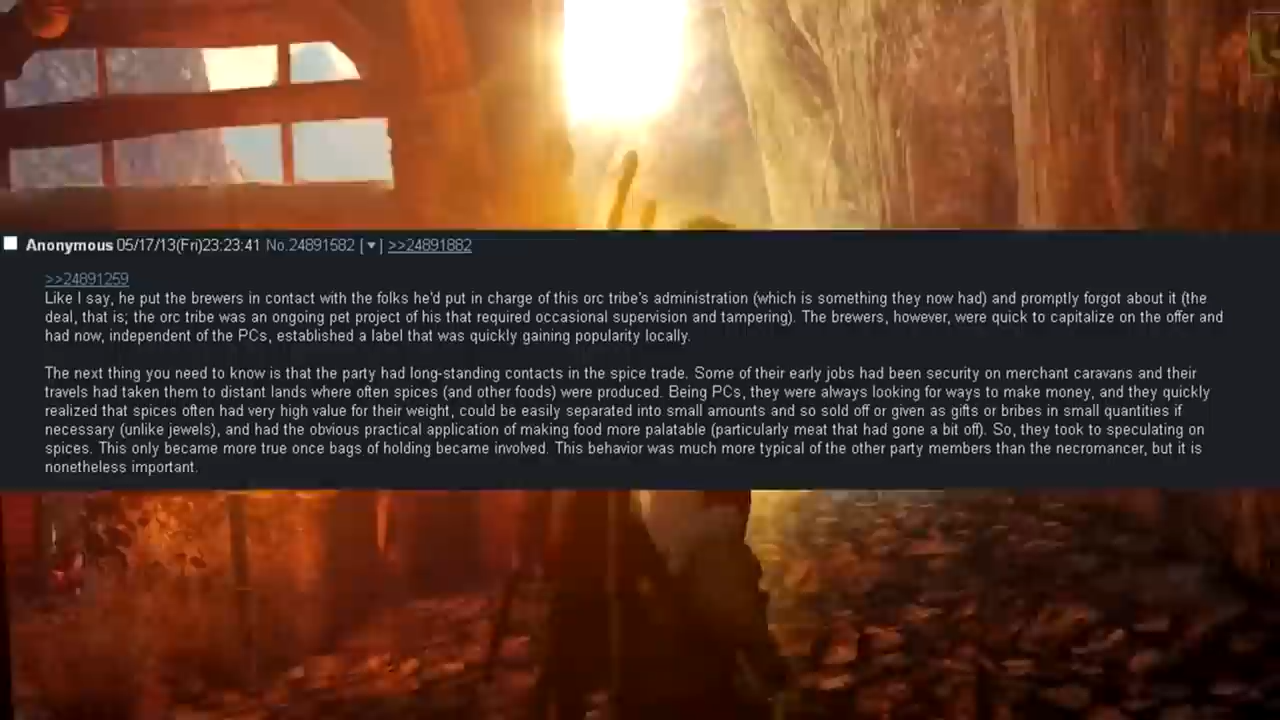 Anonymous 05/17/13(Fri)23:23:41 No.24891582 [▼] >>24891882
>>24891259
Like I say, he put the brewers in contact with the folks he'd put in charge of this orc tribe's administration (which is something they now had) and promptly forgot about it (the
deal, that is; the orc tribe was an ongoing pet project of his that required occasional supervision and tampering). The brewers, however, were quick to capitalize on the offer and
had now, independent of the PCs, established a label that was quickly gaining popularity locally.
The next thing you need to know is that the party had long-standing contacts in the spice trade. Some of their early jobs had been security on merchant caravans and their
travels had taken them to distant lands where often spices (and other foods) were produced. Being PCs, they were always looking for ways to make money, and they quickly
realized that spices often had very high value for their weight, could be easily separated into small amounts and so sold off or given as gifts or bribes in small quantities if
necessary (unlike jewels), and had the obvious practical application of making food more palatable (particularly meat that had gone a bit off). So, they took to speculating on
spices. This only became more true once bags of holding became involved. This behavior was much more typical of the other party members than the necromancer, but it is
nonetheless important.